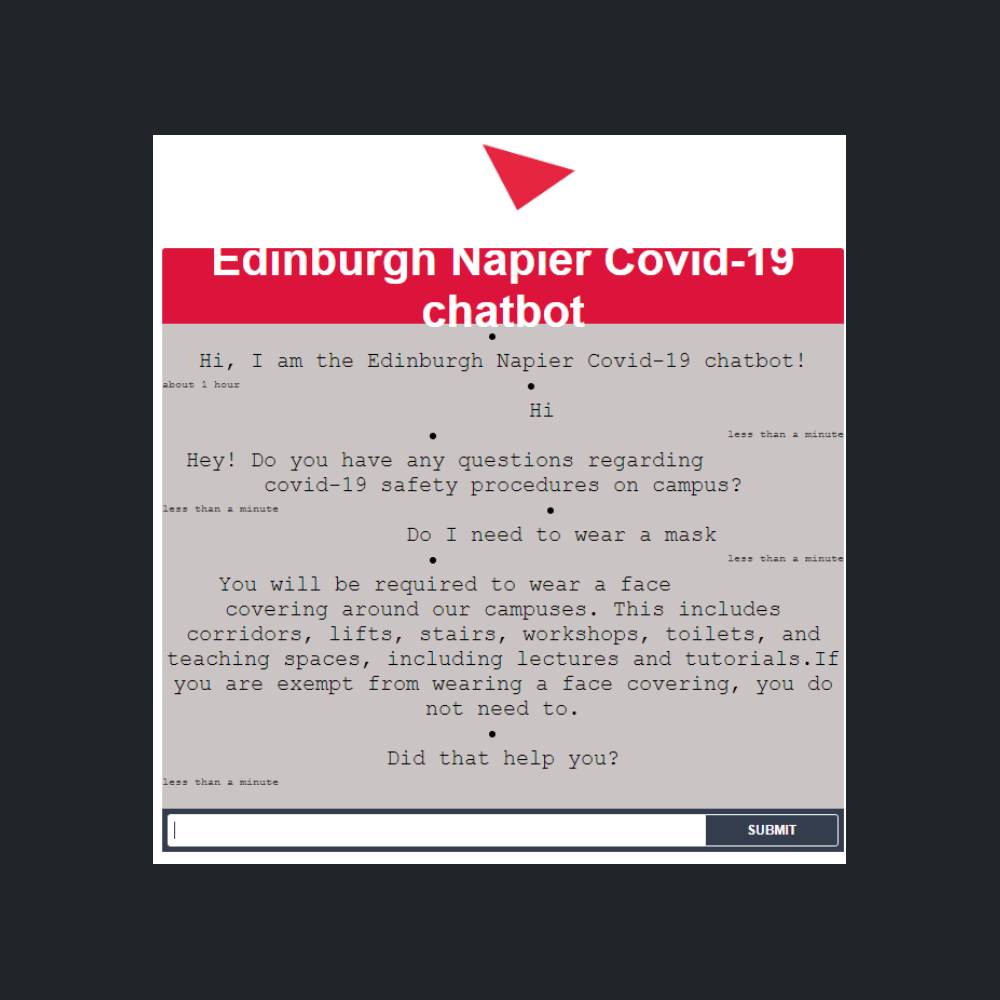 Edinburgh Napier Covid-19
chatbot
Hi, I am the Edinburgh Napier Covid-19 chatbot!
about 1 hour
Hi
less than a minute
Hey! Do you have any questions regarding
covid-19 safety procedures on campus?
less than a minute
Do I need to wear a mask
less than a minute
You will be required to wear a face
covering around our campuses. This includes
corridors, lifts, stairs, workshops, toilets, and
teaching spaces, including lectures and tutorials.If
you are exempt from wearing a face covering, you do
not need to.
Did that help you?
less than a minute
SUBMIT